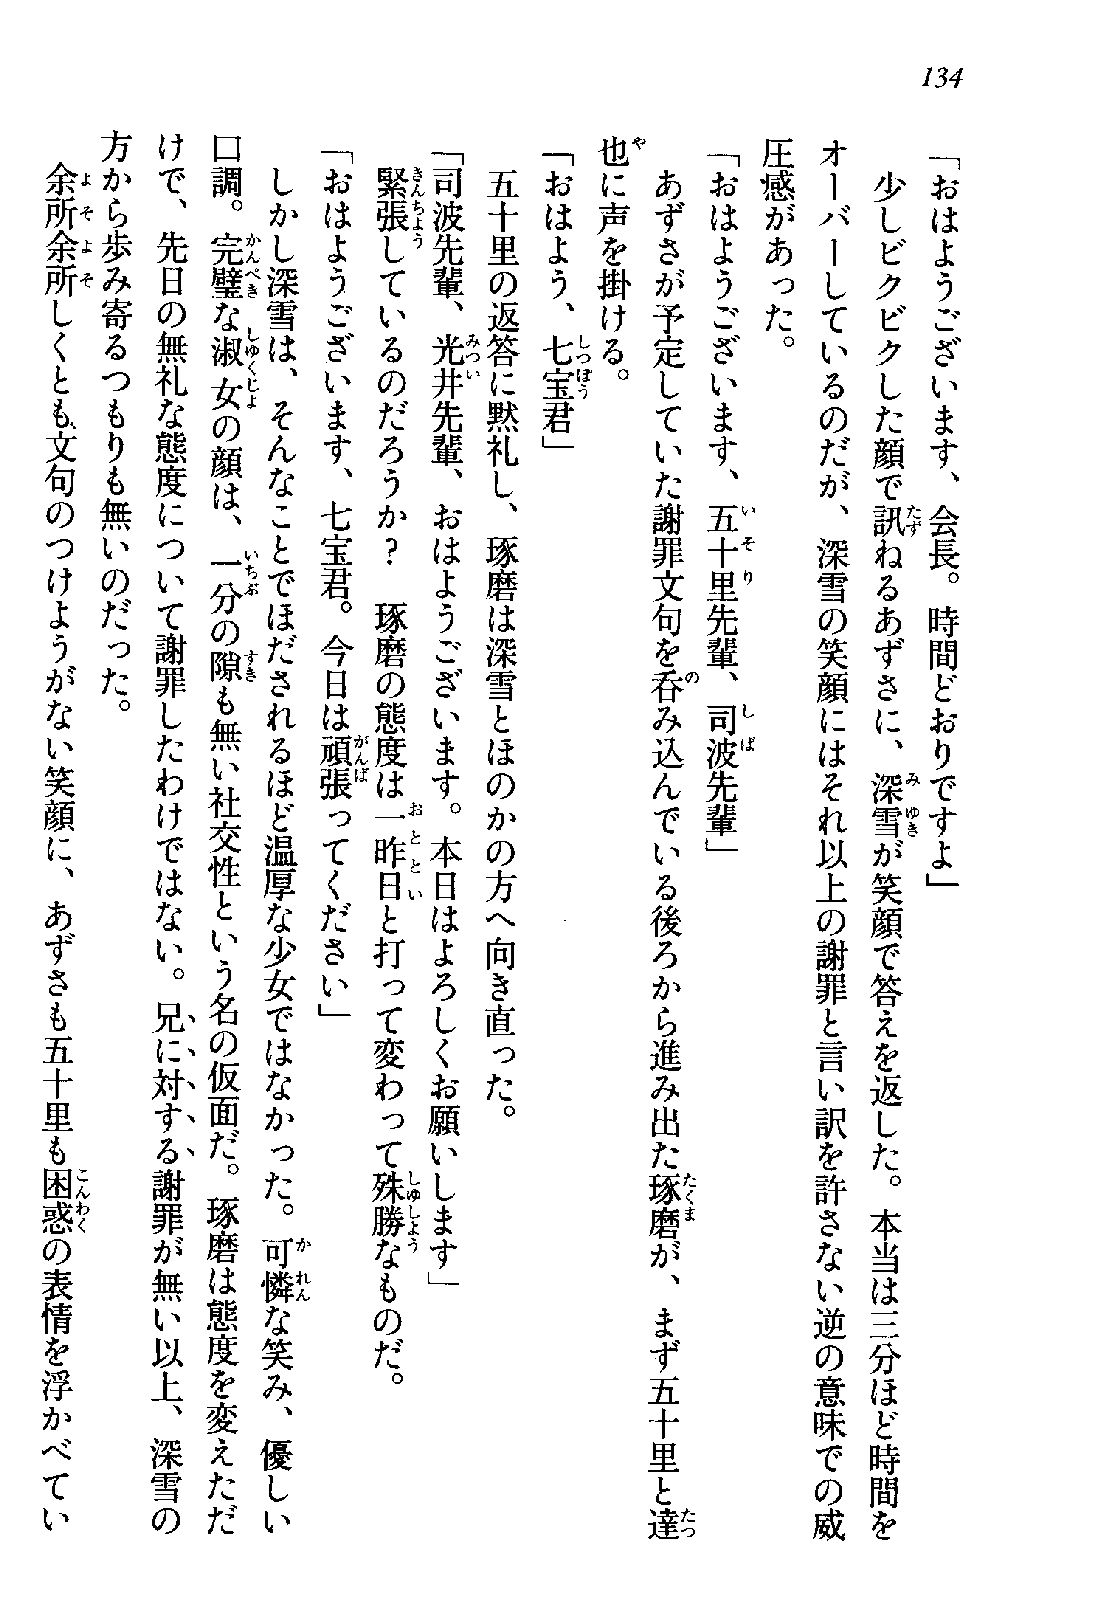 134
「おはようございます、会長。時間どおりですよ」
少しビクビクした顔で訊ねるあずさに、深雪が笑顔で答えを返した。本当は三分ほど時間を
オーバーしているのだが、深雪の笑顔にはそれ以上の謝罪と言い訳を許さない逆の意味での威
圧感があった。
「おはようございます、五十里先輩、司波先輩」
あずさが予定していた謝罪文句を呑み込んでいる後ろから進み出た琢磨が、まず五十里と達
也に声を掛ける。
「おはよう、七宝君」
五十里の返答に黙礼し、琢磨は深雪とほのかの方へ向き直った。
「司波先輩、光井先輩、おはようございます。本日はよろしくお願いします」
緊張しているのだろうか？　琢磨の態度は一昨日と打って変わって殊勝なものだ。
「おはようございます、七宝君。今日は頑張ってください」
しかし深雪は、そんなことでほだされるほど温厚な少女ではなかった。可憐な笑み、優しい
口調。完璧な淑女の顔は、一分の隙も無い社交性という名の仮面だ。琢磨は態度を変えただ
けで、先日の無礼な態度について謝罪したわけではない。兄に対する謝罪が無い以上、深雪の
方から歩み寄るつもりも無いのだった。
余所余所しくとも文句のつけようがない笑顔に、あずさも五十里も困惑の表情を浮かべてい